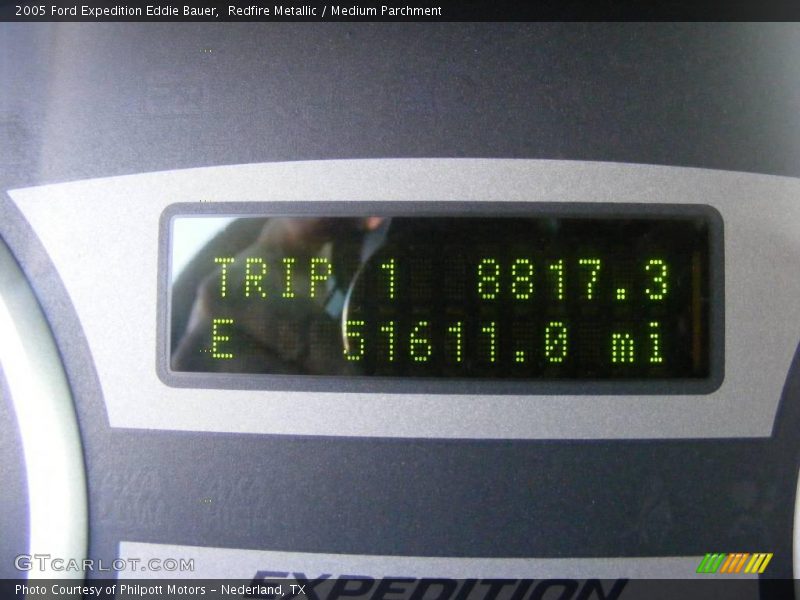 2005 Ford Expedition Eddie Bauer,  Redfire Metallic / Medium Parchment
TRIP 1 8817.3
E 51611.0 mi
GTCARLOT.COM
EXPEDITION
Photo Courtesy of Philpott Motors - Nederland, TX